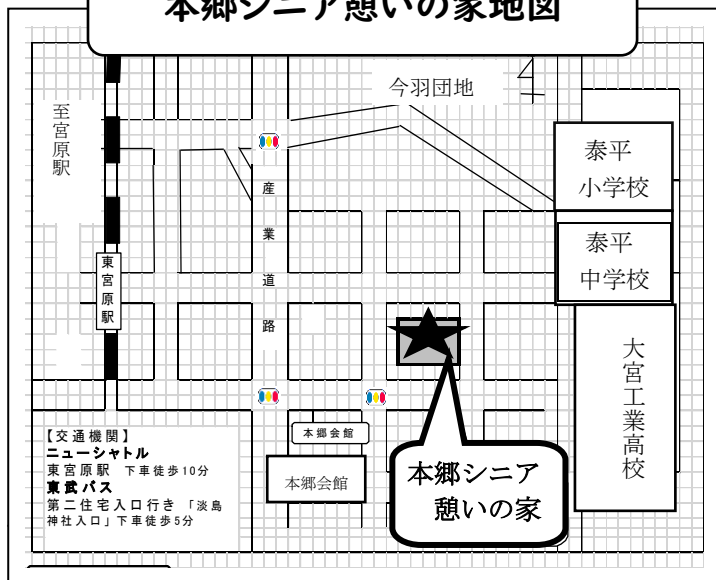 本郷シニア憩いの家地図
今羽団地
至宮原駅
泰平
小学校
産業道路
泰平
中学校
東宮原駅
大宮工業高校
【交通機関】
ニューシャトル
東宮原駅 下車徒歩10分
東武バス
第二住宅入口行き 「淡島
神社入口」下車徒歩5分
本郷会館
本郷会館
本郷シニア
憩いの家